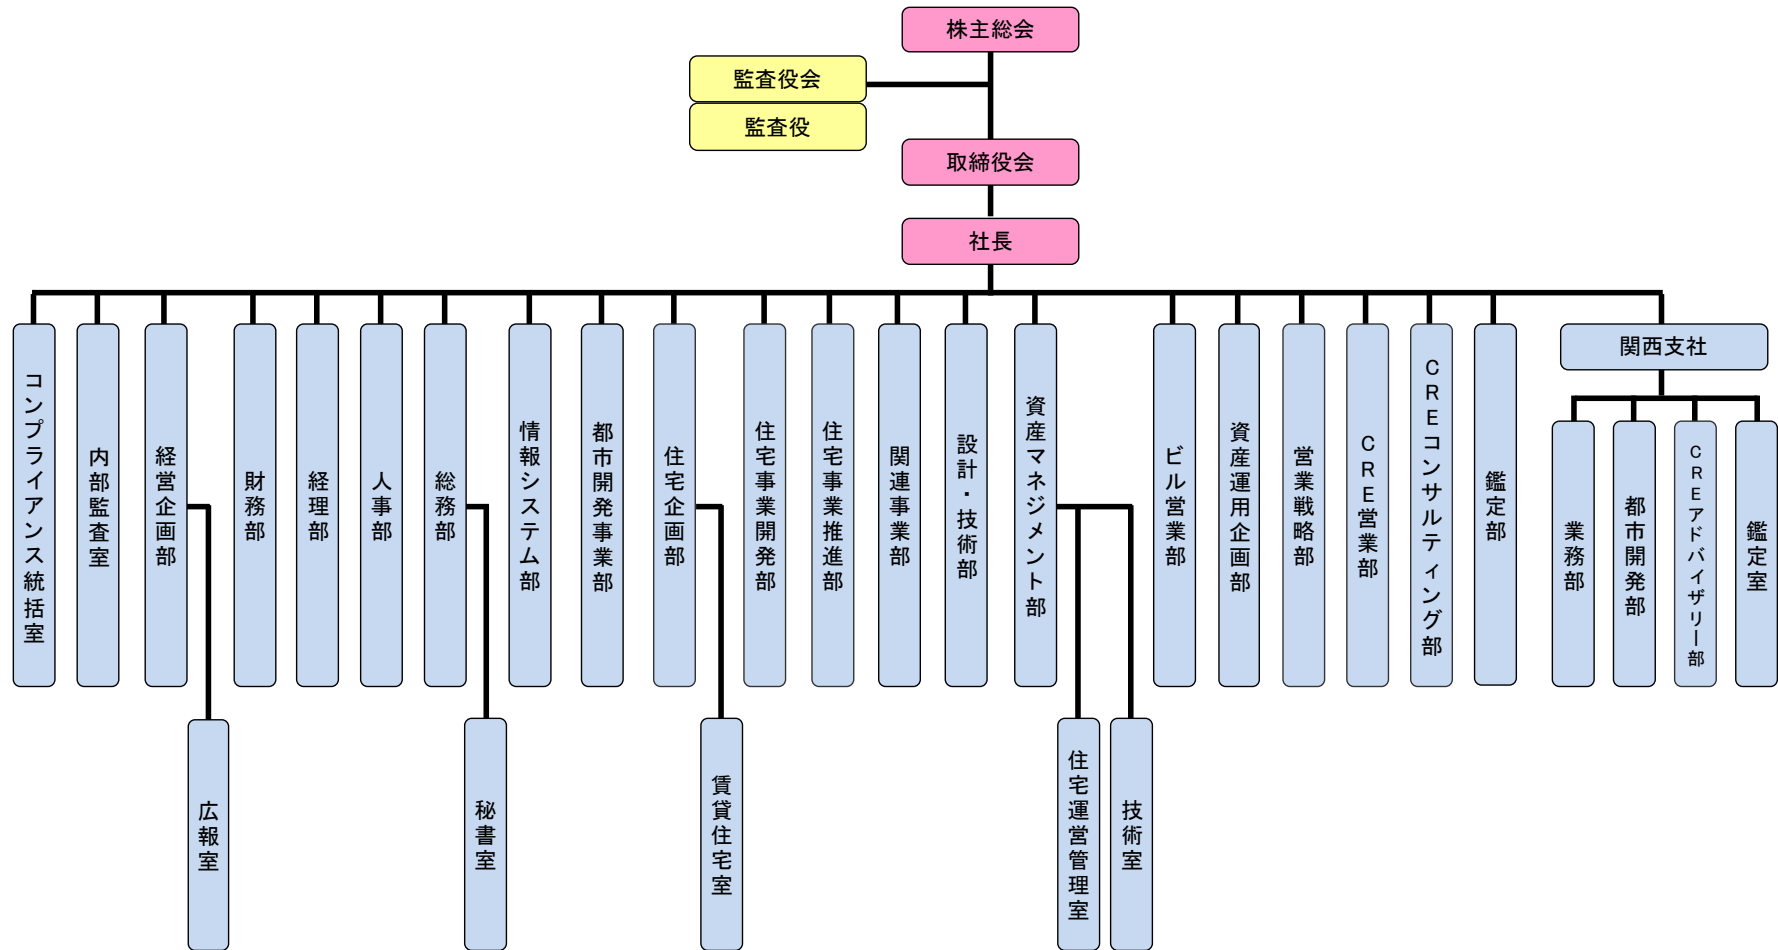 株主総会
監査役会
監査役
取締役会
社長
コンプライアンス統括室
内部監査室
経営企画部
財務部
経理部
人事部
総務部
情報システム部
都市開発事業部
住宅企画部
住宅事業開発部
住宅事業推進部
関連事業部
設計・技術部
資産マネジメント部
ビル営業部
資産運用企画部
営業戦略部
CRE営業部
CREコンサルティング部
鑑定部
関西支社
業務部
都市開発部
CREアドバイザリー部
鑑定室
広報室
秘書室
賃貸住宅室
住宅運営管理室
技術室